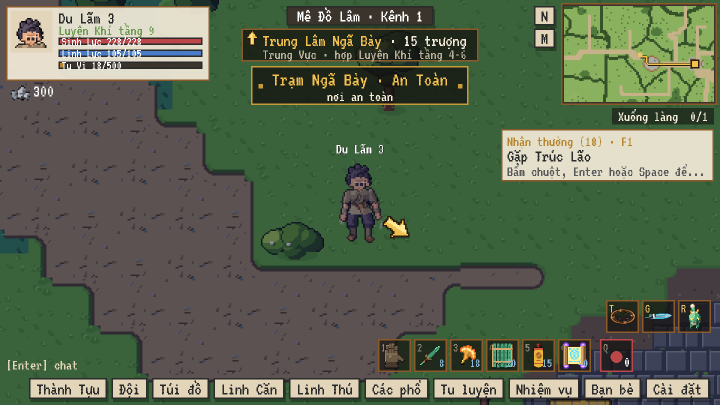 Du Lãm 3
Luyện Khí tầng 9
Sinh Lực 228/228
Linh Lực 105/105
Tu Vi 18/500
300
Mê Đồ Lâm · Kênh 1
Trung Lâm Ngã Bảy · 15 trượng
Trung Vực · hợp Luyện Khí tầng 4-6
Trạm Ngã Bảy · An Toàn
nơi an toàn
N
M
Xuống làng 0/1
Nhân thưởng (18) · F1
Gặp Trúc Lão
Bấm chuột, Enter hoặc Space để...
Du Lãm 3
T
G
R
1
2
8
3
18
4
5
15
6
Q
0
[Enter] chat
Thành Tựu
Đội
Túi đồ
Linh Căn
Linh Thú
Các phổ
Tu luyện
Nhiệm vụ
Bạn bè
Cài đặt